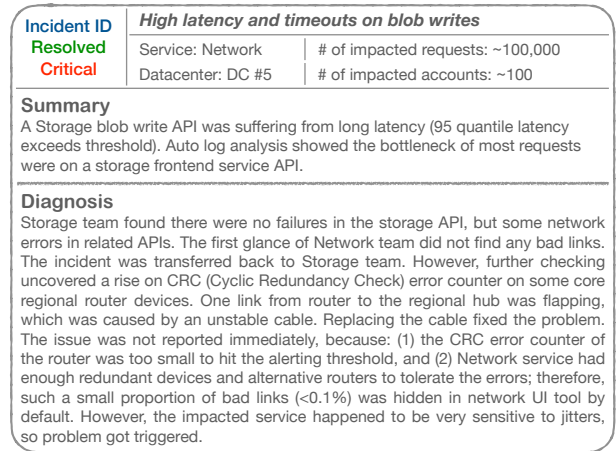 Incident ID
Resolved
Critical
High latency and timeouts on blob writes
Service: Network
# of impacted requests: ~100,000
Datacenter: DC #5
# of impacted accounts: ~100
Summary
A Storage blob write API was suffering from long latency (95 quantile latency
exceeds threshold). Auto log analysis showed the bottleneck of most requests
were on a storage frontend service API.
Diagnosis
Storage team found there were no failures in the storage API, but some network
errors in related APIs. The first glance of Network team did not find any bad links.
The incident was transferred back to Storage team. However, further checking
uncovered a rise on CRC (Cyclic Redundancy Check) error counter on some core
regional router devices. One link from router to the regional hub was flapping,
which was caused by an unstable cable. Replacing the cable fixed the problem.
The issue was not reported immediately, because: (1) the CRC error counter of
the router was too small to hit the alerting threshold, and (2) Network service had
enough redundant devices and alternative routers to tolerate the errors; therefore,
such a small proportion of bad links (<0.1%) was hidden in network UI tool by
default. However, the impacted service happened to be very sensitive to jitters,
so problem got triggered.